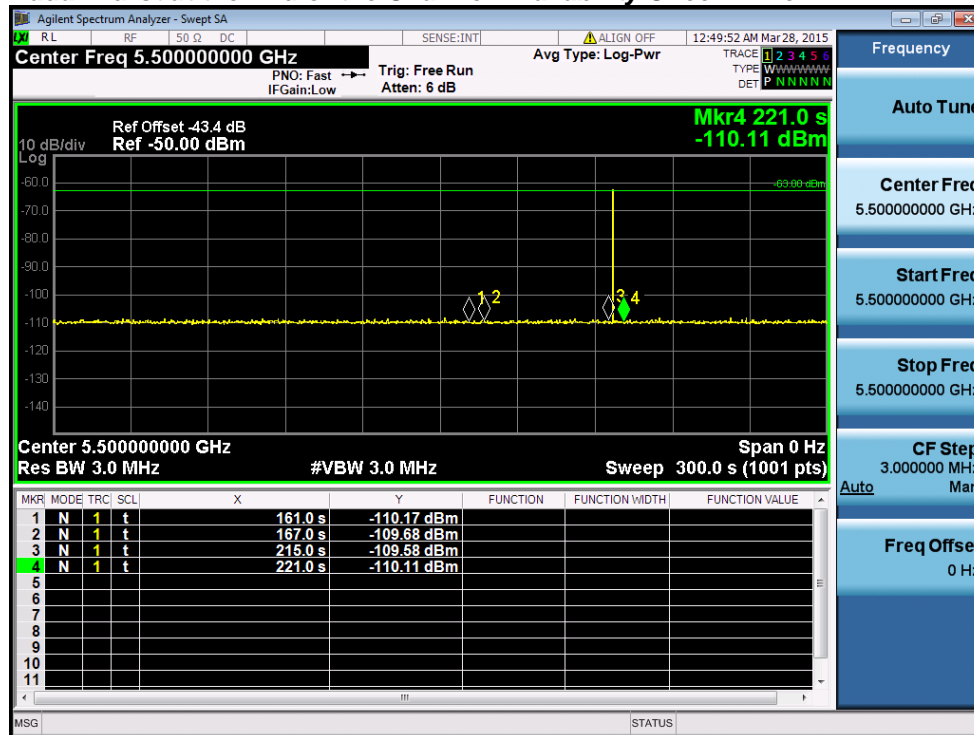 Agilent Spectrum Analyzer - Swept SA
LXI RL RF 50 Ω DC SENSE:INT ALIGN OFF 12:49:52 AM Mar 28, 2015
Center Freq 5.500000000 GHz
PNO: Fast
IFGain:Low
Trig: Free Run
Atten: 6 dB
Avg Type: Log-Pwr
TRACE 1 2 3 4 5 6
TYPE WWWWWW
DET P N N N N N
Ref Offset -43.4 dB
Ref -50.00 dBm
10 dB/div
Log
Mkr4 221.0 s
-110.11 dBm
-63.00 dBm
-60.0
-70.0
-80.0
-90.0
-100
-110
-120
-130
-140
1 2 3 4
Center 5.500000000 GHz
Res BW 3.0 MHz
#VBW 3.0 MHz
Span 0 Hz
Sweep 300.0 s (1001 pts)
MKR MODE TRC SCL X Y FUNCTION FUNCTION WIDTH FUNCTION VALUE
1 N 1 t 161.0 s -110.17 dBm
2 N 1 t 167.0 s -109.68 dBm
3 N 1 t 215.0 s -109.58 dBm
4 N 1 t 221.0 s -110.11 dBm
5
6
7
8
9
10
11
MSG
STATUS
Frequency
Auto Tune
Center Freq
5.500000000 GHz
Start Freq
5.500000000 GHz
Stop Freq
5.500000000 GHz
CF Step
3.000000 MHz
Auto Man
Freq Offset
0 Hz